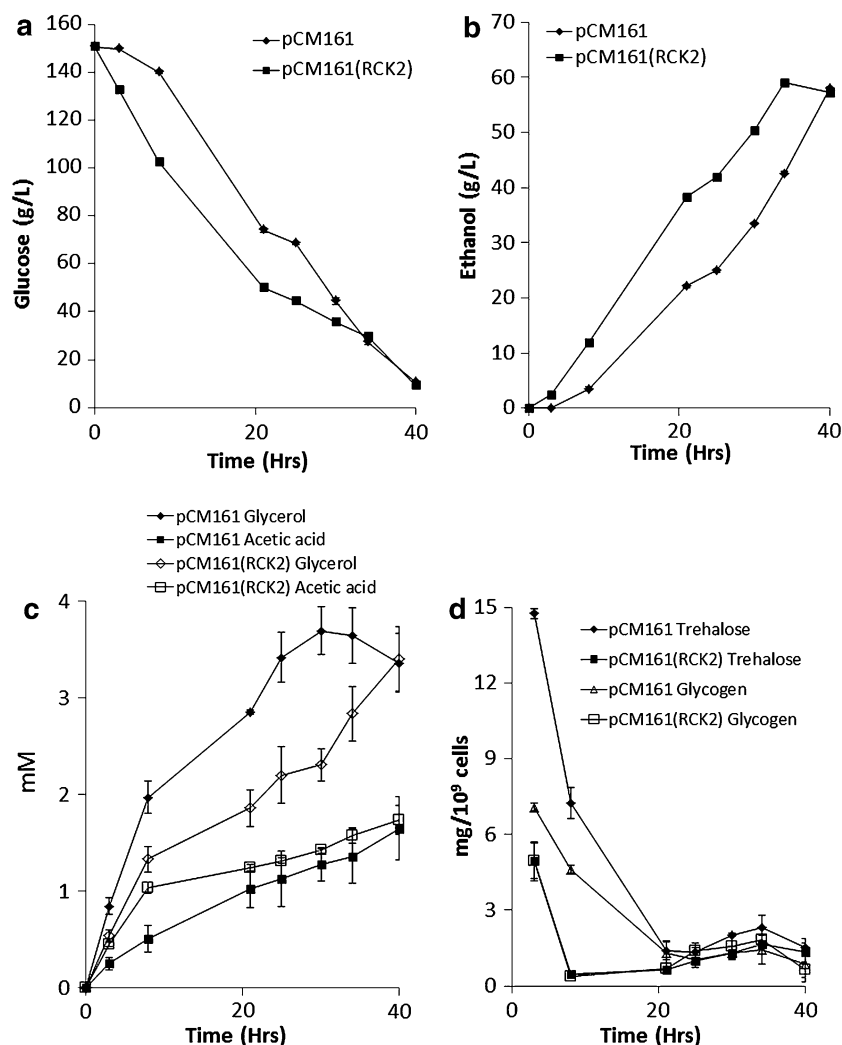 a
160
140
120
100
80
60
40
20
0
Glucose (g/L)
0 20 40
Time (Hrs)
pCM161
pCM161(RCK2)
b
70
60
50
40
30
20
10
0
Ethanol (g/L)
0 20 40
Time (Hrs)
pCM161
pCM161(RCK2)
pCM161 Glycerol
pCM161 Acetic acid
pCM161(RCK2) Glycerol
pCM161(RCK2) Acetic acid
c
4
3
2
1
0
mM
0 20 40
Time (Hrs)
d
15
12
9
6
3
0
mg/10⁹ cells
0 20 40
Time (Hrs)
pCM161 Trehalose
pCM161(RCK2) Trehalose
pCM161 Glycogen
pCM161(RCK2) Glycogen